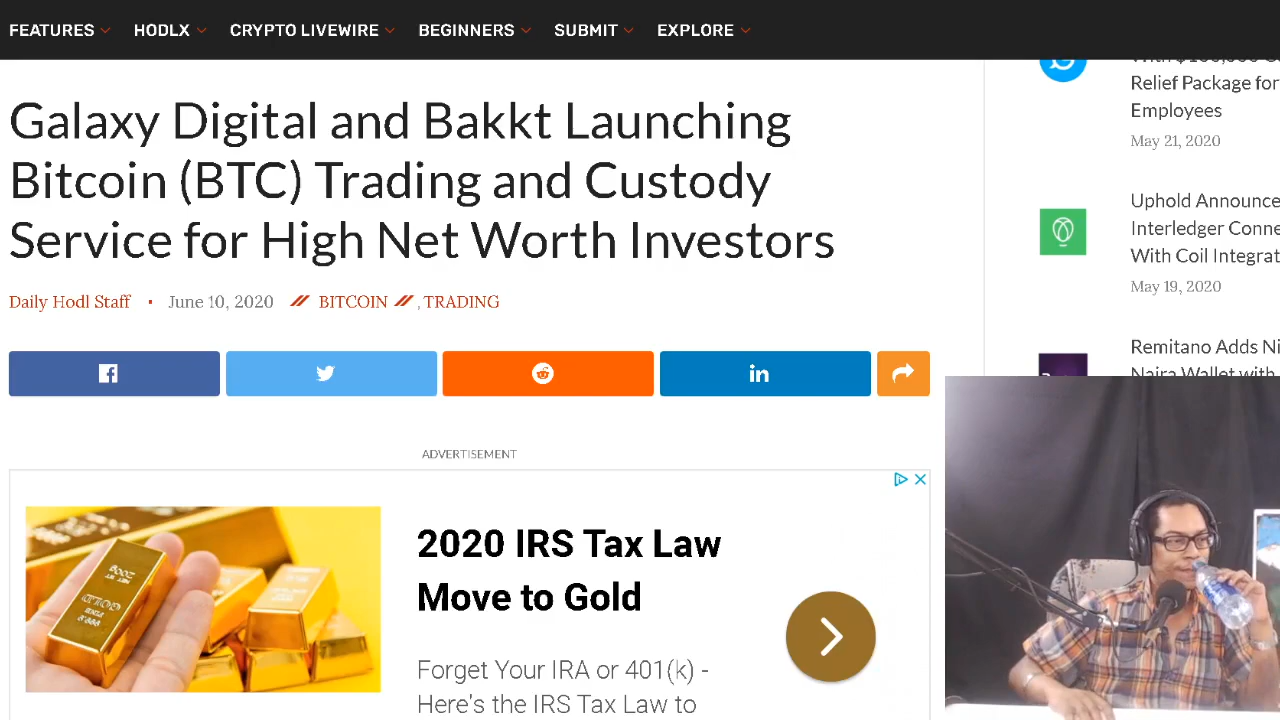 FEATURES
HODLX
CRYPTO LIVEWIRE
BEGINNERS
SUBMIT
EXPLORE
Galaxy Digital and Bakkt Launching
Bitcoin (BTC) Trading and Custody
Service for High Net Worth Investors
Daily Hodl Staff
June 10, 2020
BITCOIN
, TRADING
ADVERTISEMENT
2020 IRS Tax Law
Move to Gold
Forget Your IRA or 401(k) -
Here's the IRS Tax Law to
Relief Package for
Employees
May 21, 2020
Uphold Announce
Interledger Conne
With Coil Integrat
May 19, 2020
Remitano Adds Ni
Naira Wallet with